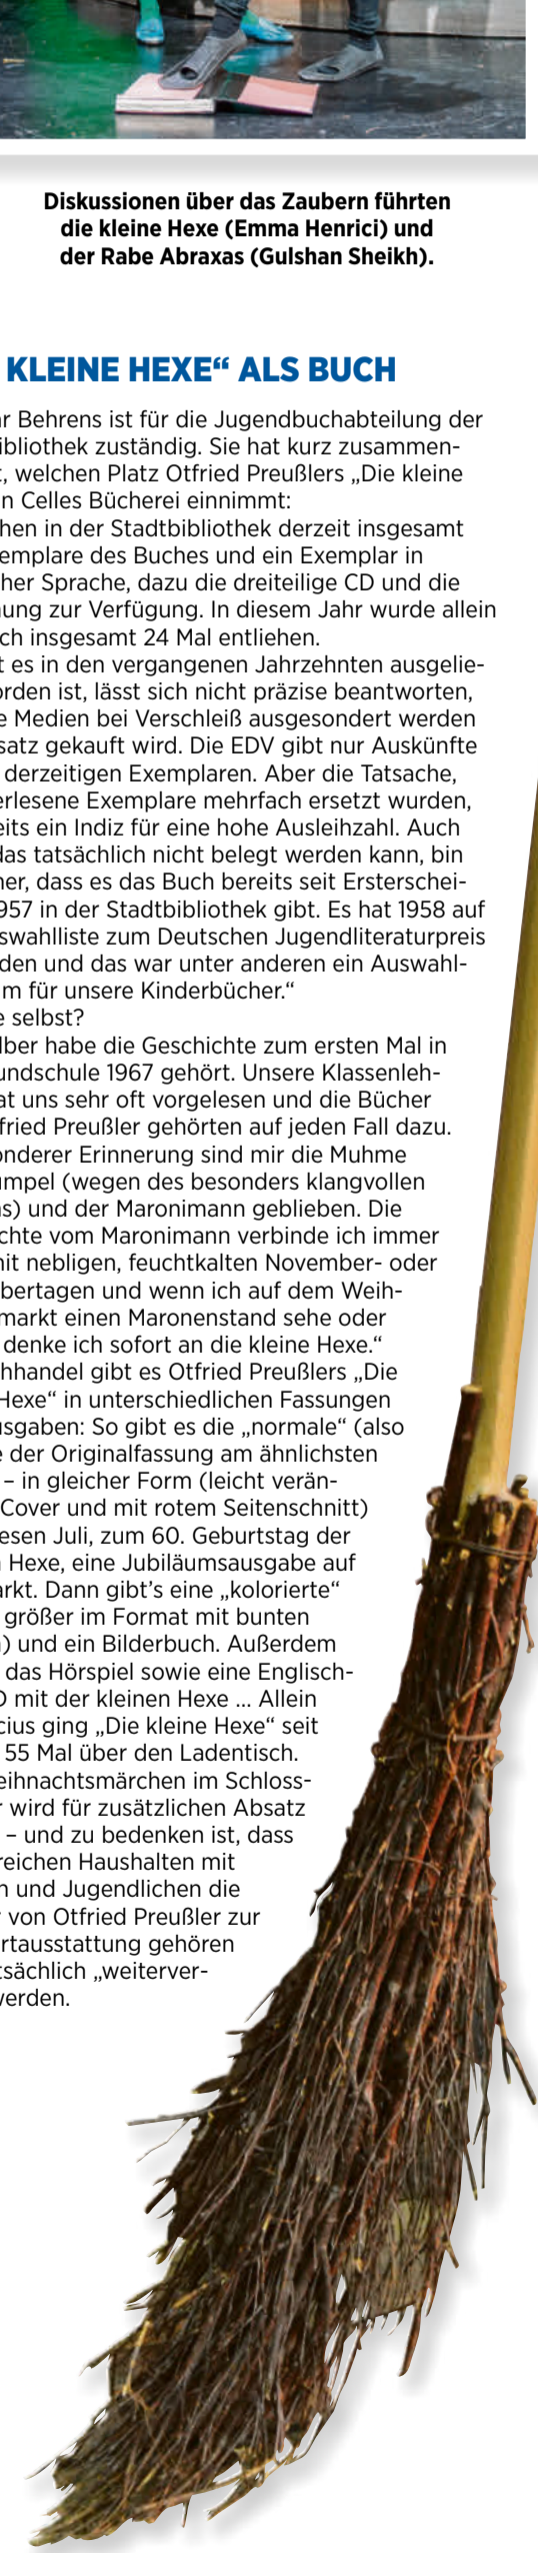 Diskussionen über das Zaubern führten
die kleine Hexe (Emma Henrici) und
der Rabe Abraxas (Gulshan Sheikh).
KLEINE HEXE“ ALS BUCH
ar Behrens ist für die Jugendbuchabteilung der
ibliothek zuständig. Sie hat kurz zusammen-
t, welchen Platz Otfried Preußlers „Die kleine
n Celles Bücherei einnimmt:
hen in der Stadtbibliothek derzeit insgesamt
emplare des Buches und ein Exemplar in
her Sprache, dazu die dreiteilige CD und die
ung zur Verfügung. In diesem Jahr wurde allein
ch insgesamt 24 Mal entliehen.
t es in den vergangenen Jahrzehnten ausgelie-
orden ist, lässt sich nicht präzise beantworten,
e Medien bei Verschleiß ausgesondert werden
satz gekauft wird. Die EDV gibt nur Auskünfte
derzeitigen Exemplaren. Aber die Tatsache,
erlesene Exemplare mehrfach ersetzt wurden,
eits ein Indiz für eine hohe Ausleihzahl. Auch
das tatsächlich nicht belegt werden kann, bin
her, dass es das Buch bereits seit Ersterschei-
957 in der Stadtbibliothek gibt. Es hat 1958 auf
swahlliste zum Deutschen Jugendliteraturpreis
den und das war unter anderen ein Auswahl-
m für unsere Kinderbücher.“
e selbst?
lber habe die Geschichte zum ersten Mal in
undschule 1967 gehört. Unsere Klassenleh-
at uns sehr oft vorgelesen und die Bücher
fried Preußler gehörten auf jeden Fall dazu.
onderer Erinnerung sind mir die Muhme
umpel (wegen des besonders klangvollen
s) und der Maronimann geblieben. Die
chte vom Maronimann verbinde ich immer
nit nebligen, feuchtkalten November- oder
bertagen und wenn ich auf dem Weih-
markt einen Maronenstand sehe oder
denke ich sofort an die kleine Hexe.“
hhandel gibt es Otfried Preußlers „Die
Hexe“ in unterschiedlichen Fassungen
usgaben: So gibt es die „normale“ (also
e der Originalfassung am ähnlichsten
– in gleicher Form (leicht verän-
Cover und mit rotem Seitenschnitt)
esen Juli, zum 60. Geburtstag der
Hexe, eine Jubiläumsausgabe auf
arkt. Dann gibt’s eine „kolorierte“
größer im Format mit bunten
) und ein Bilderbuch. Außerdem
das Hörspiel sowie eine Englisch-
D mit der kleinen Hexe ... Allein
cius ging „Die kleine Hexe“ seit
55 Mal über den Ladentisch.
eihnachtsmärchen im Schloss-
r wird für zusätzlichen Absatz
– und zu bedenken ist, dass
reichen Haushalten mit
n und Jugendlichen die
von Otfried Preußler zur
rtausstattung gehören
tsächlich „weiterver-
werden.